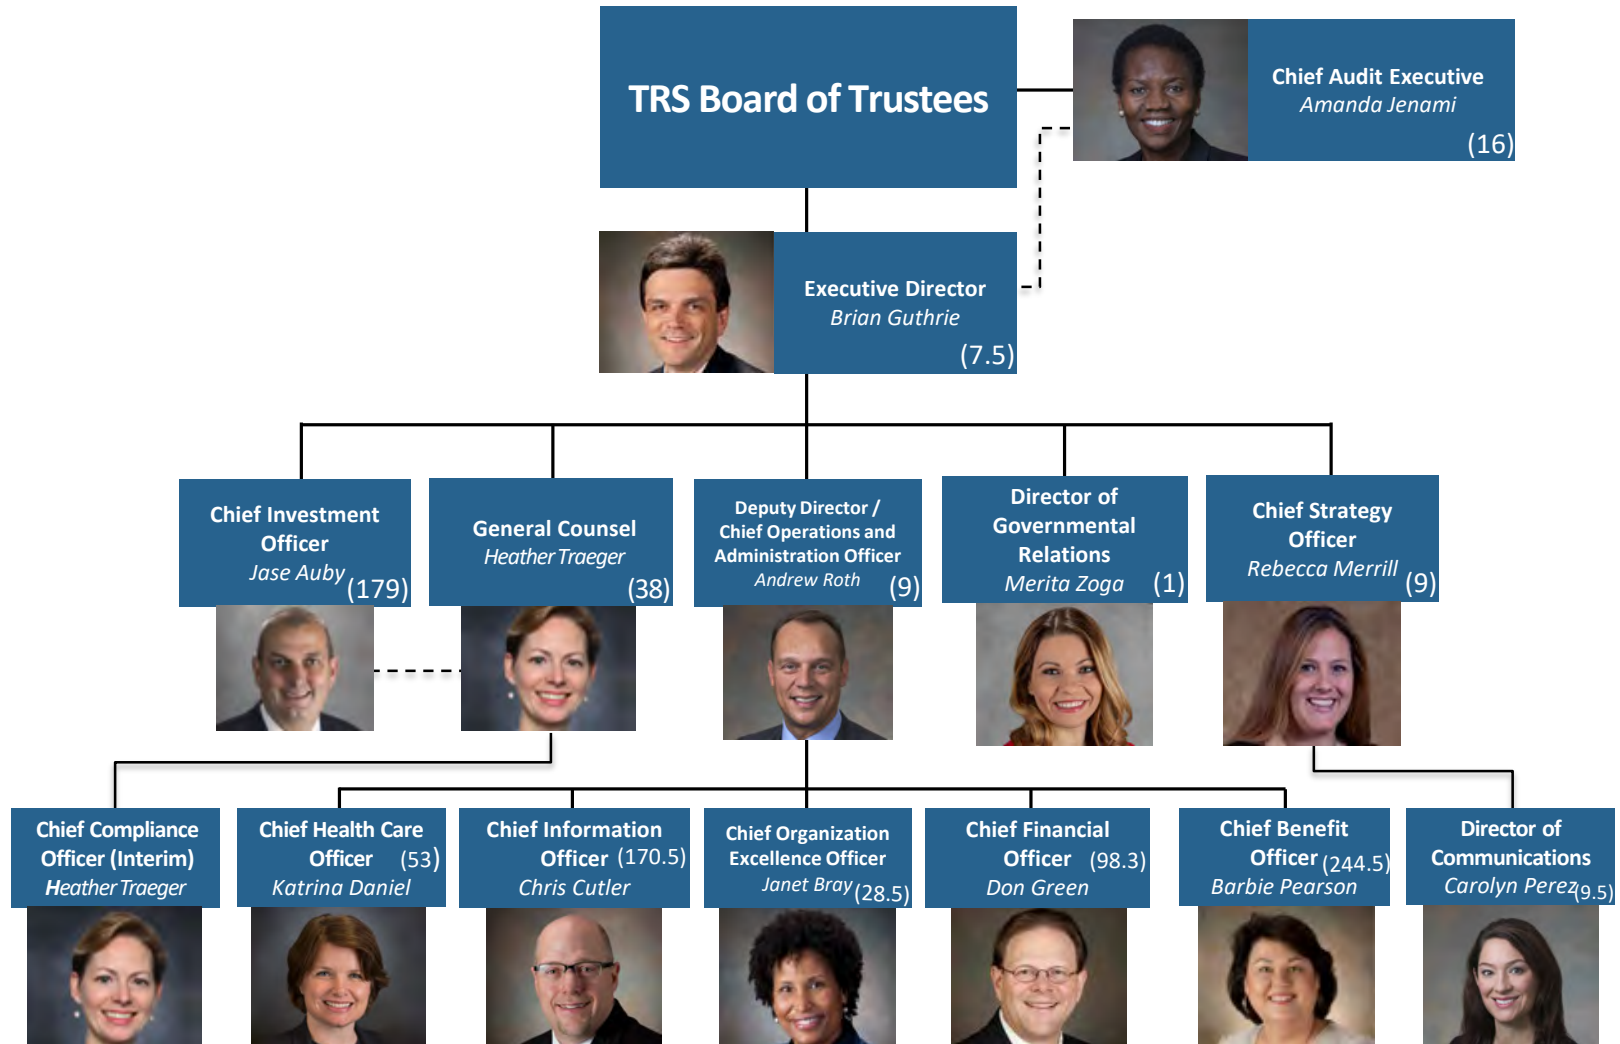 TRS Board of Trustees
Chief Audit Executive
Amanda Jenami
(16)
Executive Director
Brian Guthrie
(7.5)
Chief Investment
Officer
Jase Auby
(179)
General Counsel
Heather Traeger
(38)
Deputy Director /
Chief Operations and
Administration Officer
Andrew Roth
(9)
Director of
Governmental
Relations
Merita Zoga
(1)
Chief Strategy
Officer
Rebecca Merrill
(9)
Chief Compliance
Officer (Interim)
Heather Traeger
Chief Health Care
Officer (53)
Katrina Daniel
Chief Information
Officer (170.5)
Chris Cutler
Chief Organization
Excellence Officer
Janet Bray (28.5)
Chief Financial
Officer (98.3)
Don Green
Chief Benefit
Officer (244.5)
Barbie Pearson
Director of
Communications
Carolyn Perez (9.5)